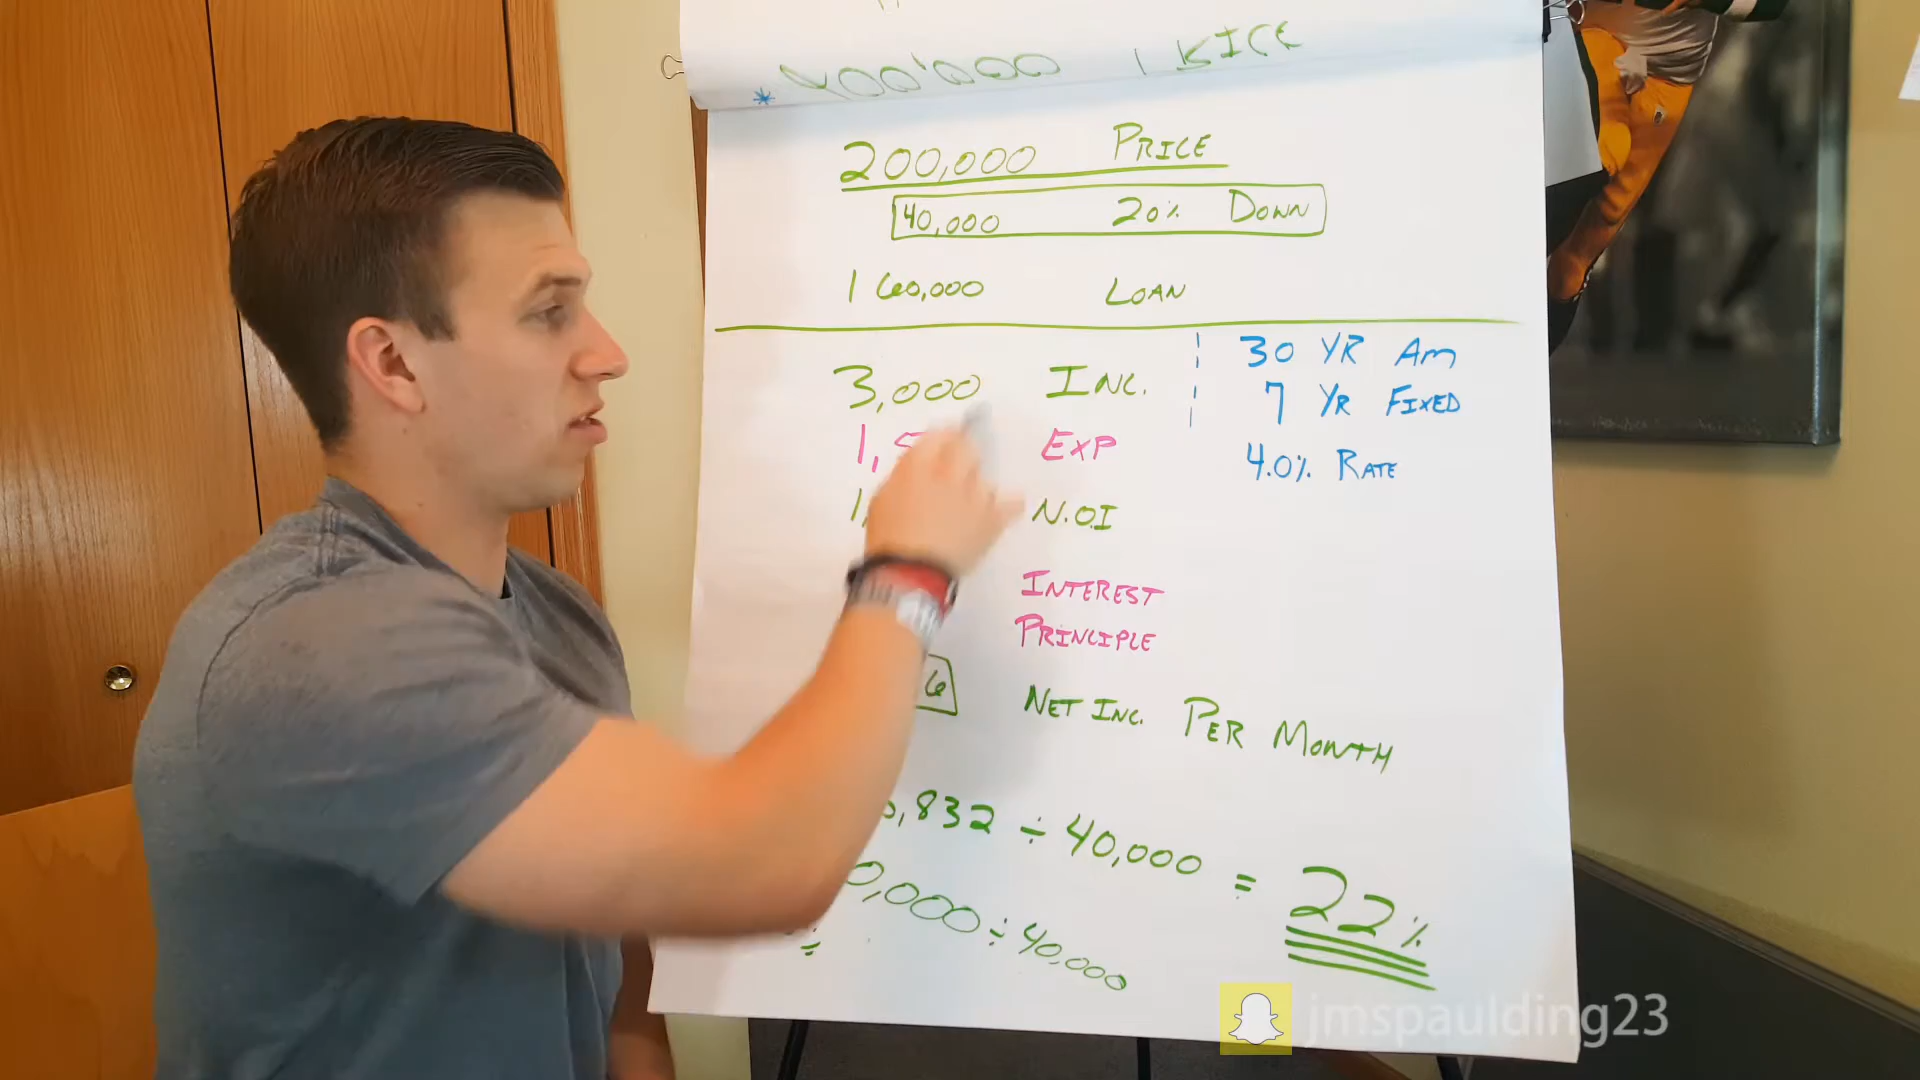 * 400,000 PRICE
200,000 PRICE
40,000 20% DOWN
160,000 LOAN
3,000 INC.
30 YR AM
7 YR FIXED
4.0% RATE
EXP
N.O.I
INTEREST
PRINCIPLE
6 NET INC. PER MONTH
,832 ÷ 40,000 = 22%
0,000 ÷ 40,000
=
jmspaulding23